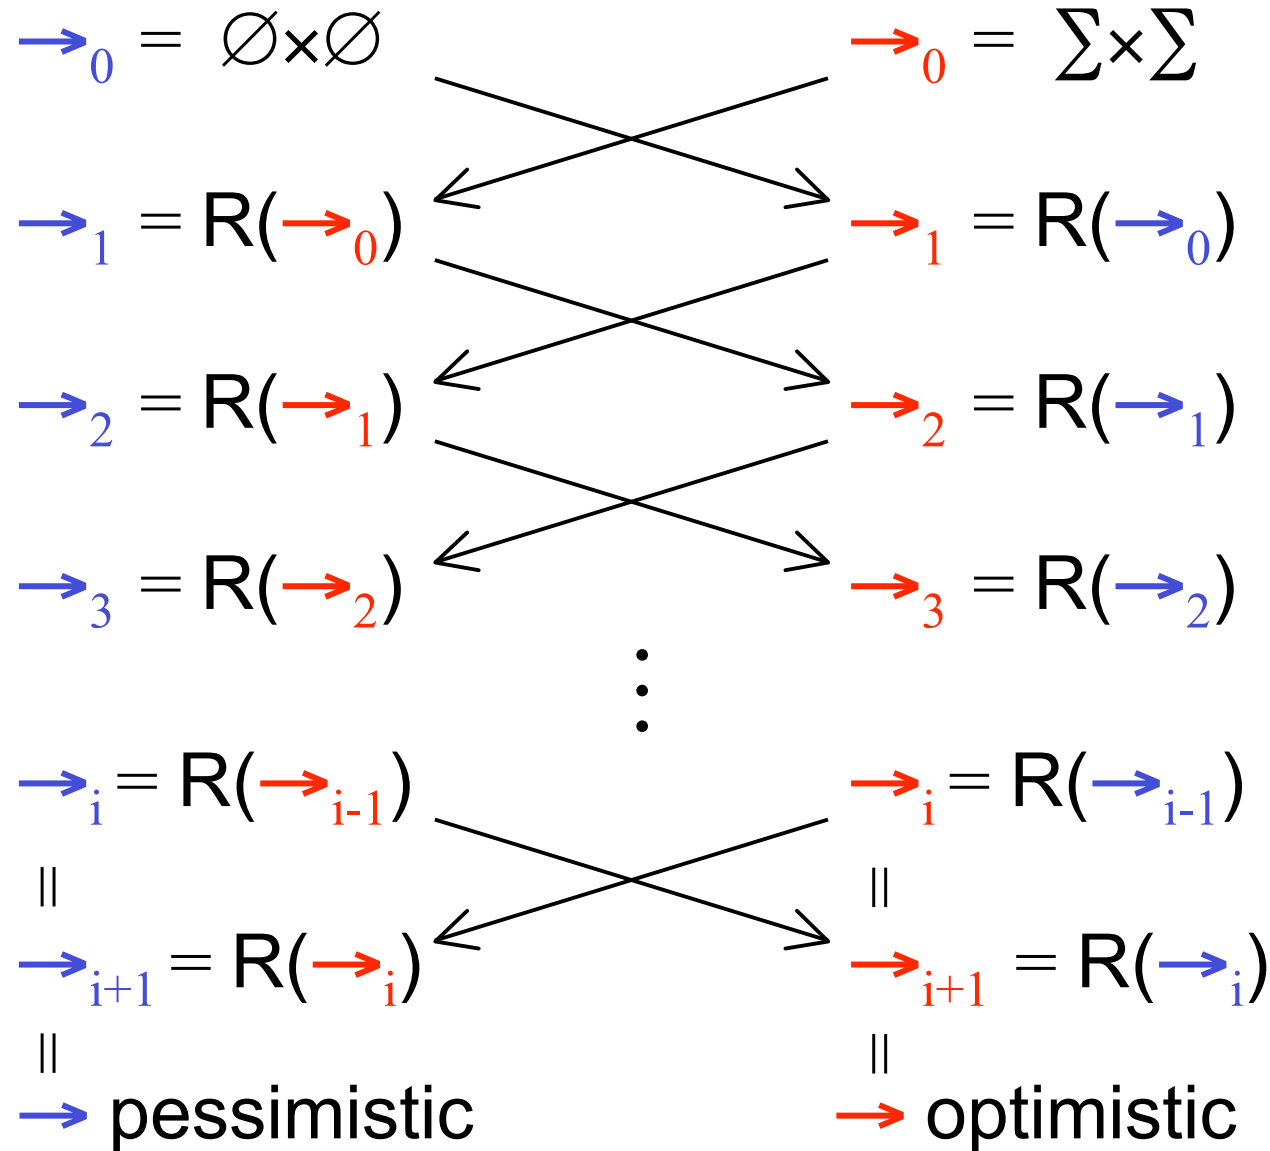 →₀ = ∅×∅ →₀ = ∑×∑
→₁ = R(→₀) →₁ = R(→₀)
→₂ = R(→₁) →₂ = R(→₁)
→₃ = R(→₂) →₃ = R(→₂)
⋮
→i = R(→i-1) →i = R(→i-1)
|| ||
→i+1 = R(→i) →i+1 = R(→i)
|| ||
→ pessimistic → optimistic